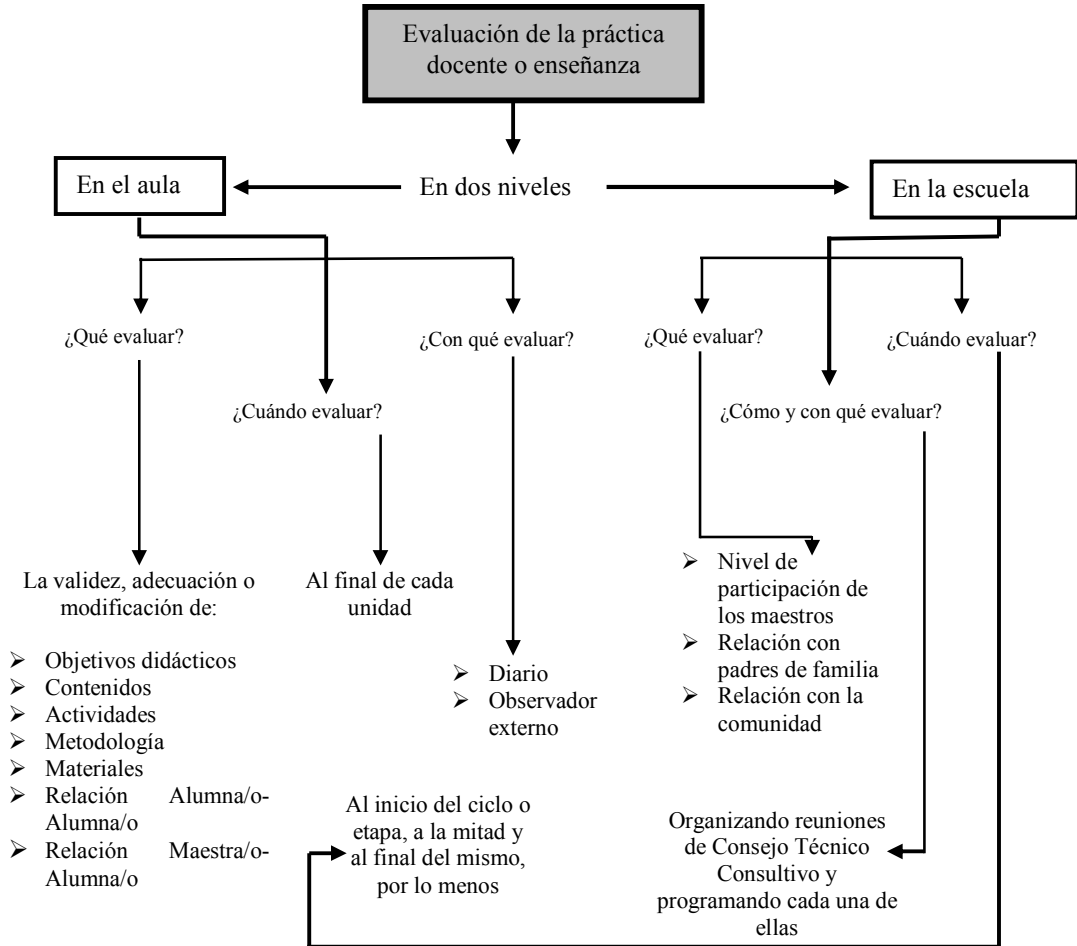 Evaluación de la práctica
docente o enseñanza
En el aula
En dos niveles
En la escuela
¿Qué evaluar?
¿Con qué evaluar?
¿Qué evaluar?
¿Cuándo evaluar?
¿Cuándo evaluar?
¿Cómo y con qué evaluar?
La validez, adecuación o
modificación de:
➢ Objetivos didácticos
➢ Contenidos
➢ Actividades
➢ Metodología
➢ Materiales
➢ Relación Alumna/o-
Alumna/o
➢ Relación Maestra/o-
Alumna/o
Al final de cada
unidad
➢ Diario
➢ Observador
externo
➢ Nivel de
participación de
los maestros
➢ Relación con
padres de familia
➢ Relación con la
comunidad
Al inicio del ciclo o
etapa, a la mitad y
al final del mismo,
por lo menos
Organizando reuniones
de Consejo Técnico
Consultivo y
programando cada una de
ellas